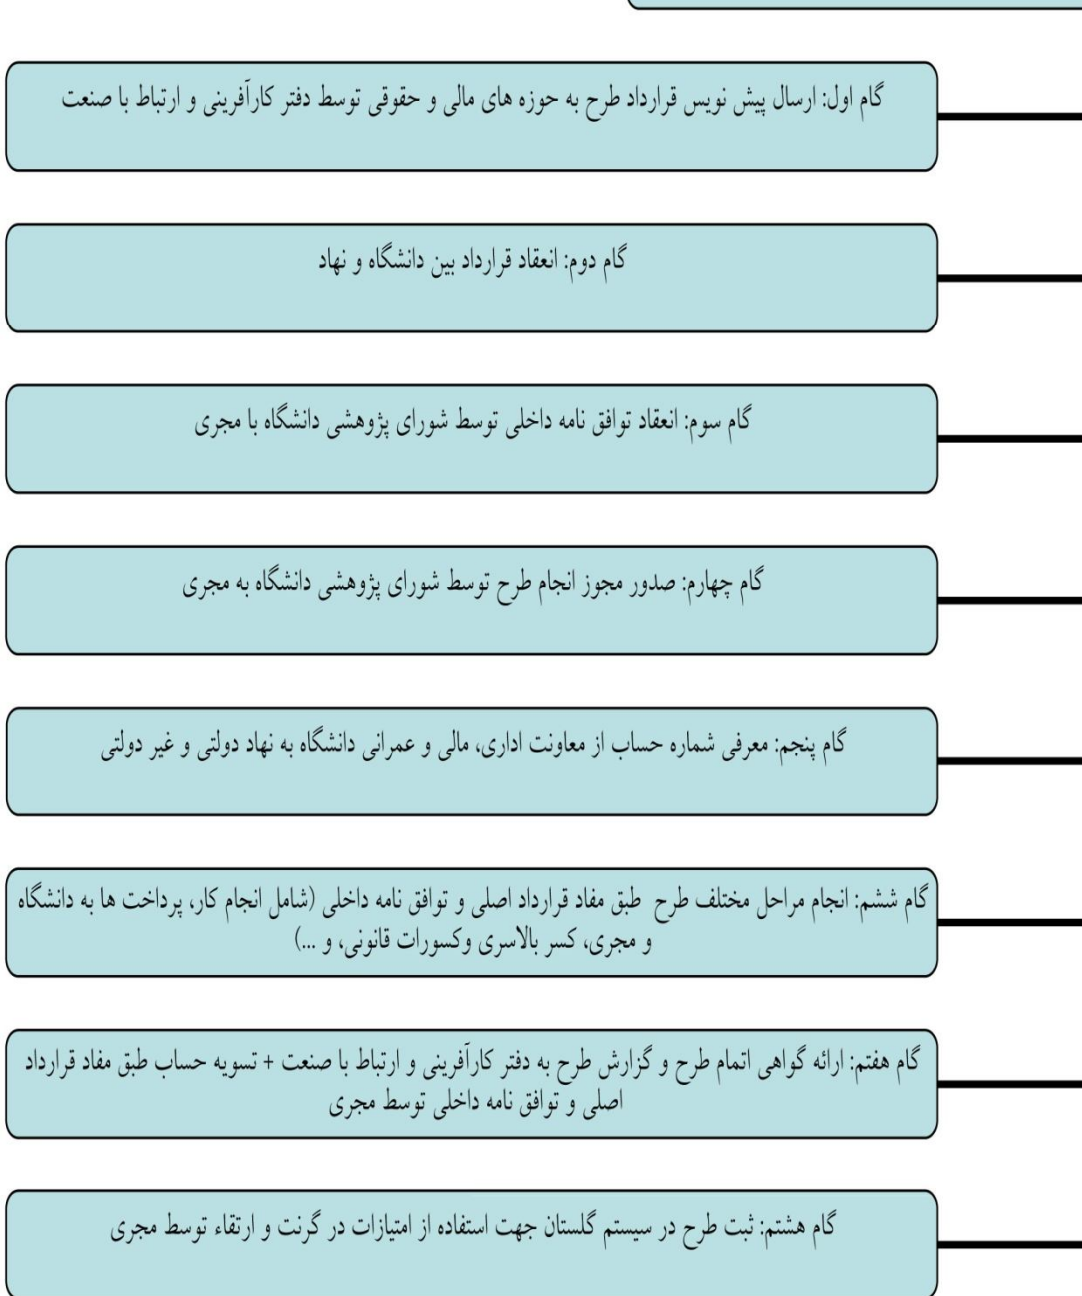 گام اول: ارسال پیش نویس قرارداد طرح به حوزه های مالی و حقوقی توسط دفتر کارآفرینی و ارتباط با صنعت
گام دوم: انعقاد قرارداد بین دانشگاه و نهاد
گام سوم: انعقاد توافق نامه داخلی توسط شورای پژوهشی دانشگاه با مجری
گام چهارم: صدور مجوز انجام طرح توسط شورای پژوهشی دانشگاه به مجری
گام پنجم: معرفی شماره حساب از معاونت اداری، مالی و عمرانی دانشگاه به نهاد دولتی و غیر دولتی
گام ششم: انجام مراحل مختلف طرح طبق مفاد قرارداد اصلی و توافق نامه داخلی (شامل انجام کار، پرداخت ها به دانشگاه
و مجری، کسر بالاسری وکسورات قانونی، و ...)
گام هفتم: ارائه گواهی اتمام طرح و گزارش طرح به دفتر کارآفرینی و ارتباط با صنعت + تسویه حساب طبق مفاد قرارداد
اصلی و توافق نامه داخلی توسط مجری
گام هشتم: ثبت طرح در سیستم گلستان جهت استفاده از امتیازات در گرنت و ارتقاء توسط مجری